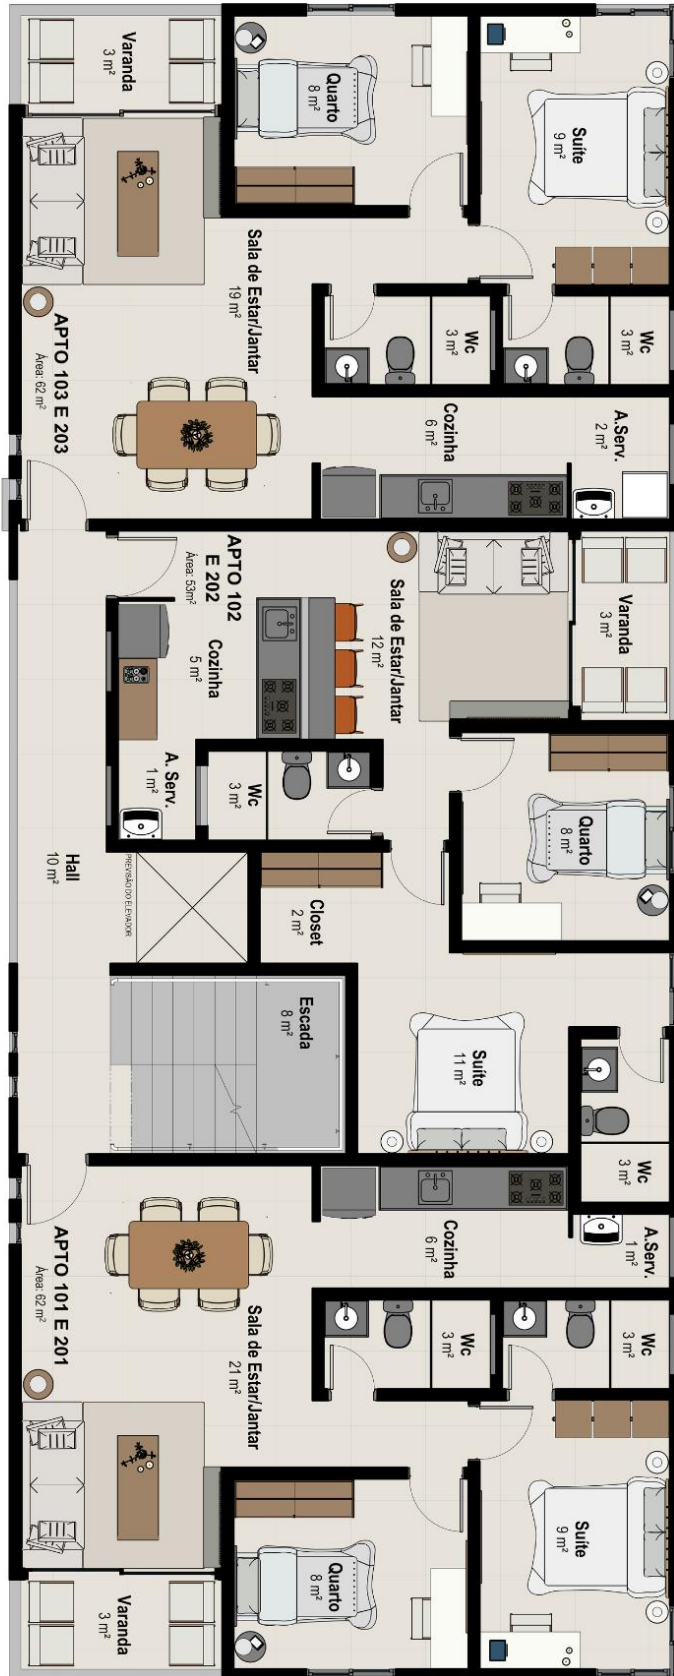 Varanda
3 m²
Quarto
8 m²
Suíte
9 m²
Sala de Estar/Jantar
19 m²
Wc
3 m²
Wc
3 m²
APTO 103 E 203
Área: 62 m²
Cozinha
6 m²
A.Serv.
2 m²
APTO 102
E 202
Área: 53m²
Cozinha
5 m²
Sala de Estar/Jantar
12 m²
Varanda
3 m²
A. Serv.
1 m²
Wc
3 m²
Quarto
8 m²
Hall
10 m²
PREVISÃO DO ELEVADOR
Closet
2 m²
Escada
8 m²
Suíte
11 m²
Wc
3 m²
APTO 101 E 201
Área: 62 m²
Cozinha
6 m²
A.Serv.
1 m²
Sala de Estar/Jantar
21 m²
Wc
3 m²
Wc
3 m²
Varanda
3 m²
Quarto
8 m²
Suíte
9 m²